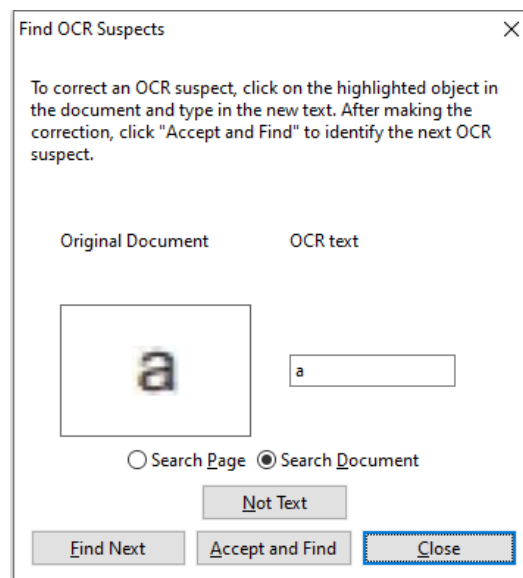 Find OCR Suspects
To correct an OCR suspect, click on the highlighted object in
the document and type in the new text. After making the
correction, click "Accept and Find" to identify the next OCR
suspect.
Original Document OCR text
a a
Search Page Search Document
Not Text
Find Next Accept and Find Close